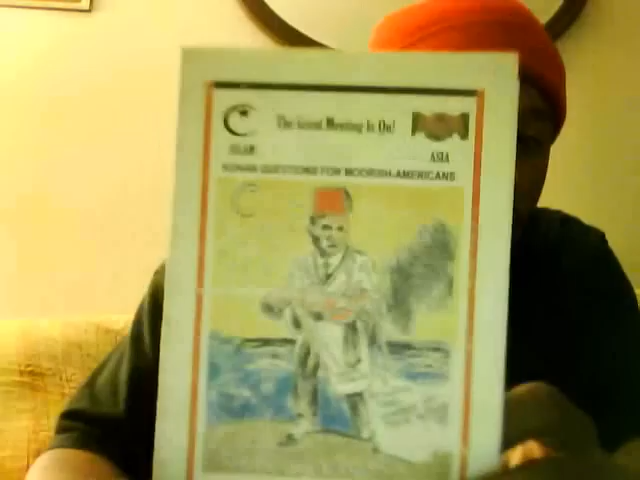 The Great Meeting Is On!
ISLAM
ASIA
KORAN QUESTIONS FOR MOORISH-AMERICANS